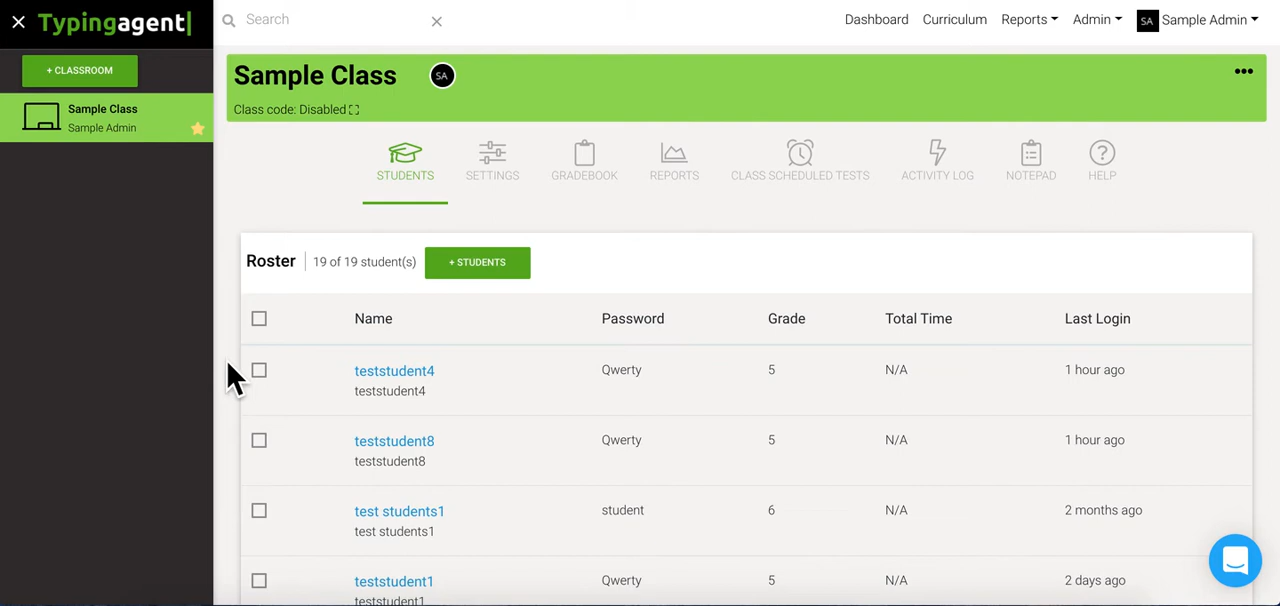 Typingagent|
Search
Dashboard Curriculum Reports Admin SA Sample Admin
+ CLASSROOM
Sample Class
Sample Admin
Sample Class SA
Class code: Disabled
STUDENTS SETTINGS GRADEBOOK REPORTS CLASS SCHEDULED TESTS ACTIVITY LOG NOTEPAD HELP
Roster 19 of 19 student(s) + STUDENTS
Name Password Grade Total Time Last Login
teststudent4 Qwerty 5 N/A 1 hour ago
teststudent4
teststudent8 Qwerty 5 N/A 1 hour ago
teststudent8
test students1 student 6 N/A 2 months ago
test students1
teststudent1 Qwerty 5 N/A 2 days ago
teststudent1